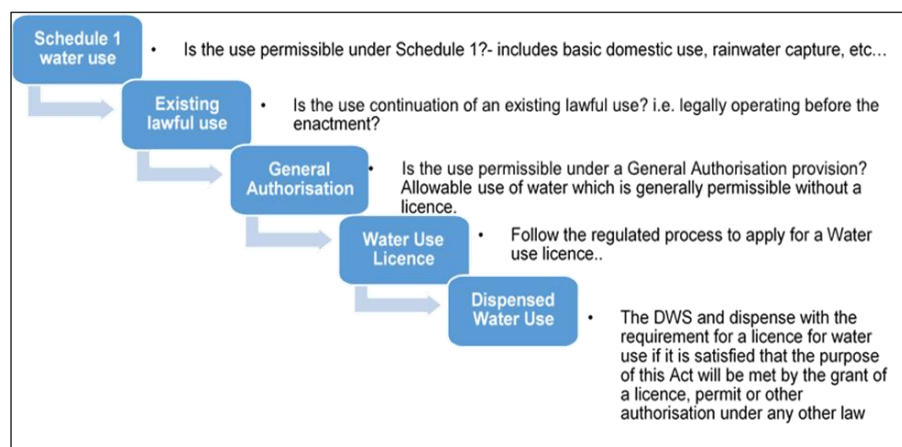 Schedule 1
water use
• Is the use permissible under Schedule 1?- includes basic domestic use, rainwater capture, etc…
Existing
lawful use
• Is the use continuation of an existing lawful use? i.e. legally operating before the
enactment?
General
Authorisation
• Is the use permissible under a General Authorisation provision?
Allowable use of water which is generally permissible without a
licence.
Water Use
Licence
• Follow the regulated process to apply for a Water
use licence..
Dispensed
Water Use
• The DWS and dispense with the
requirement for a licence for water
use if it is satisfied that the purpose
of this Act will be met by the grant of
a licence, permit or other
authorisation under any other law